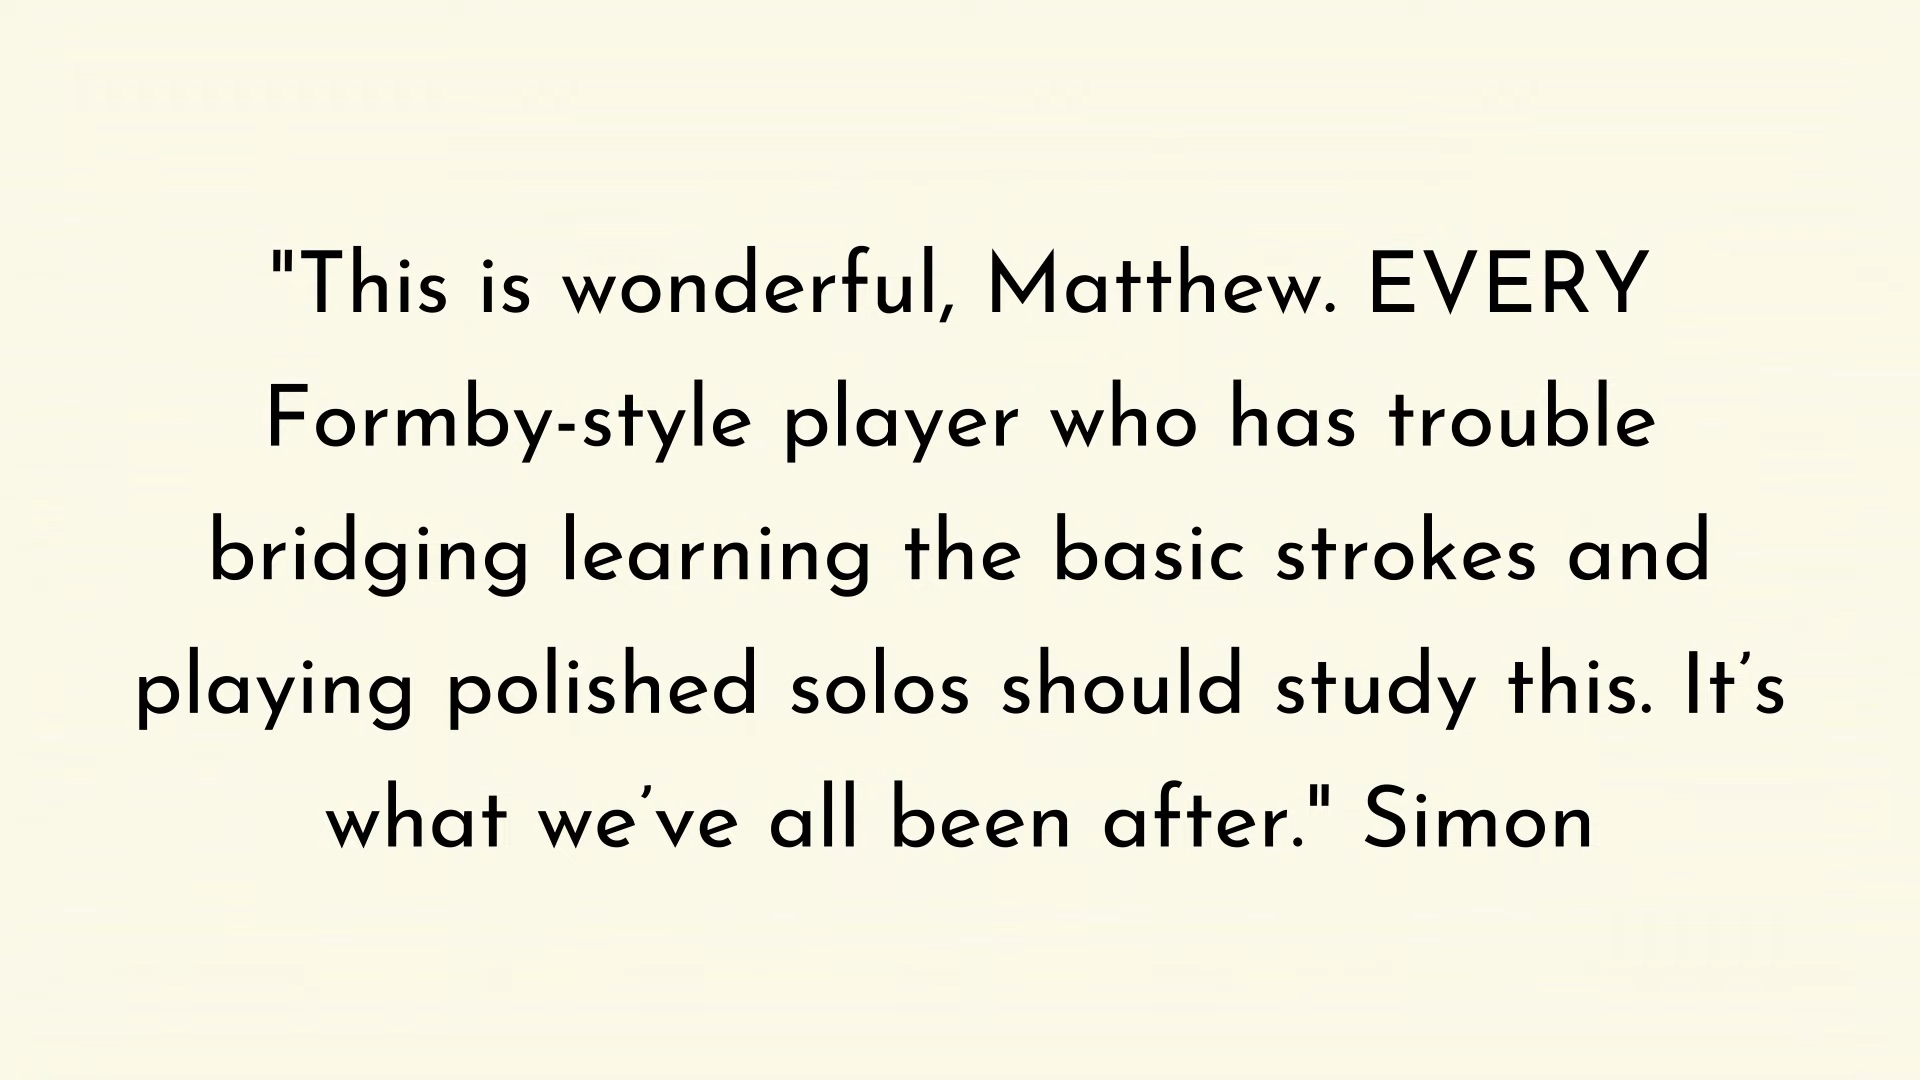 "This is wonderful, Matthew. EVERY
Formby-style player who has trouble
bridging learning the basic strokes and
playing polished solos should study this. It’s
what we’ve all been after." Simon